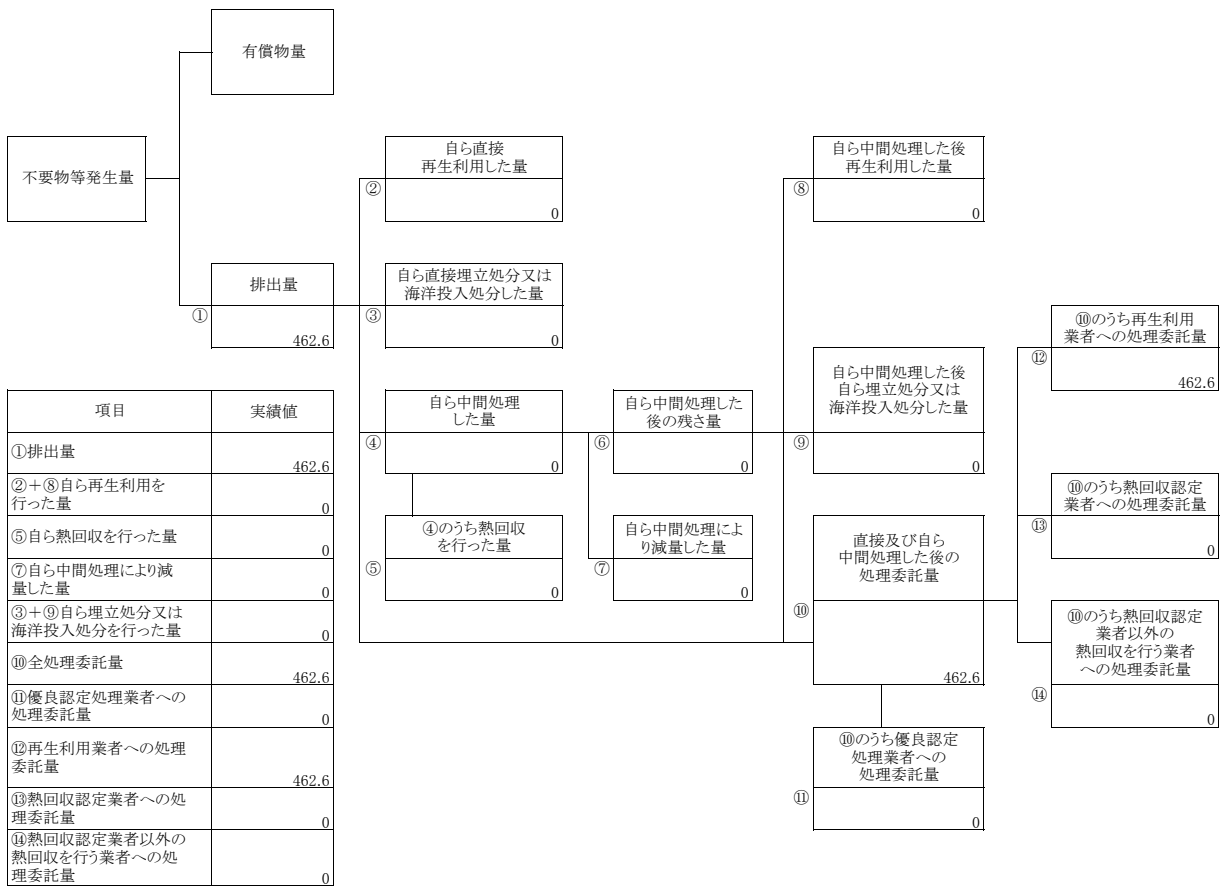 有償物量
不要物等発生量
排出量
①
462.6
自ら直接
再生利用した量
②
0
自ら直接埋立処分又は
海洋投入処分した量
③
0
自ら中間処理
した量
④
0
④のうち熱回収
を行った量
⑤
0
自ら中間処理した
後の残さ量
⑥
0
自ら中間処理によ
り減量した量
⑦
0
自ら中間処理した後
再生利用した量
⑧
0
自ら中間処理した後
自ら埋立処分又は
海洋投入処分した量
⑨
0
直接及び自ら
中間処理した後の
処理委託量
⑩
462.6
⑩のうち優良認定
処理業者への
処理委託量
⑪
0
⑩のうち再生利用
業者への処理委託量
⑫
462.6
⑩のうち熱回収認定
業者への処理委託量
⑬
0
⑩のうち熱回収認定
業者以外の
熱回収を行う業者
への処理委託量
⑭
0
項目 実績値
①排出量
462.6
②+⑧自ら再生利用を
行った量
0
⑤自ら熱回収を行った量
0
⑦自ら中間処理により減
量した量
0
③+⑨自ら埋立処分又は
海洋投入処分を行った量
0
⑩全処理委託量
462.6
⑪優良認定処理業者への
処理委託量
0
⑫再生利用業者への処理
委託量
462.6
⑬熱回収認定業者への処
理委託量
0
⑭熱回収認定業者以外の
熱回収を行う業者への処
理委託量
0